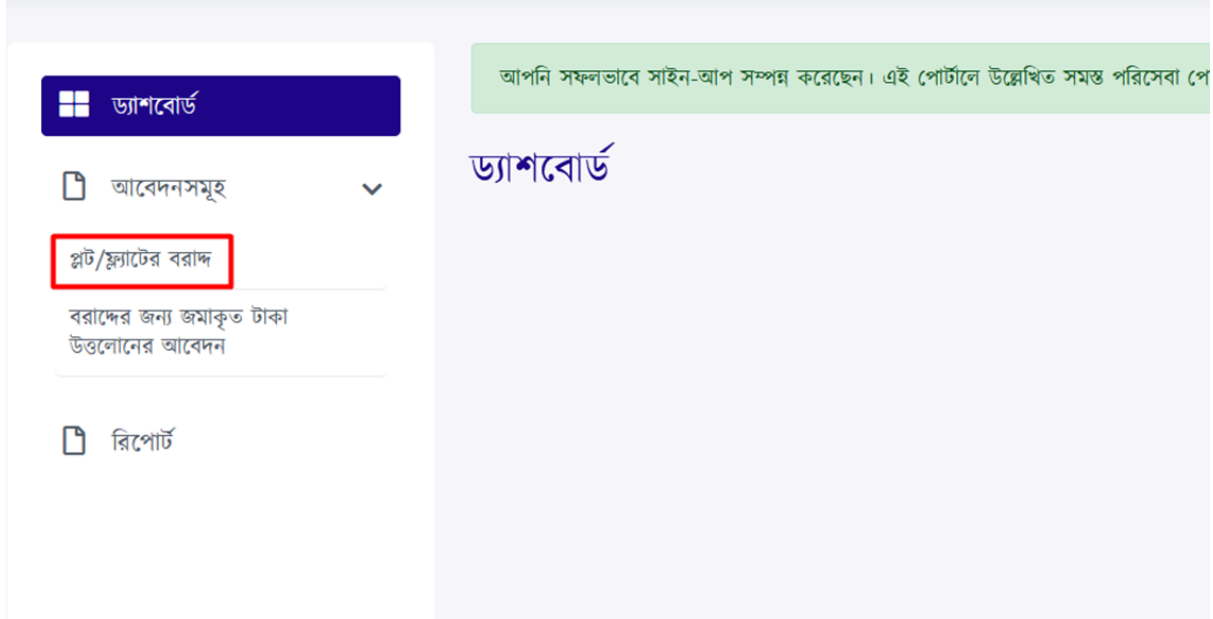 আপনি সফলভাবে সাইন-আপ সম্পন্ন করেছেন। এই পোর্টালে উল্লেখিত সমস্ত পরিসেবা
ড্যাশবোর্ড
ড্যাশবোর্ড
আবেদনসমূহ
প্লট/ফ্ল্যাটের বরাদ্দ
বরাদ্দের জন্য জমাকৃত টাকা
উত্তলোনের আবেদন
রিপোর্ট